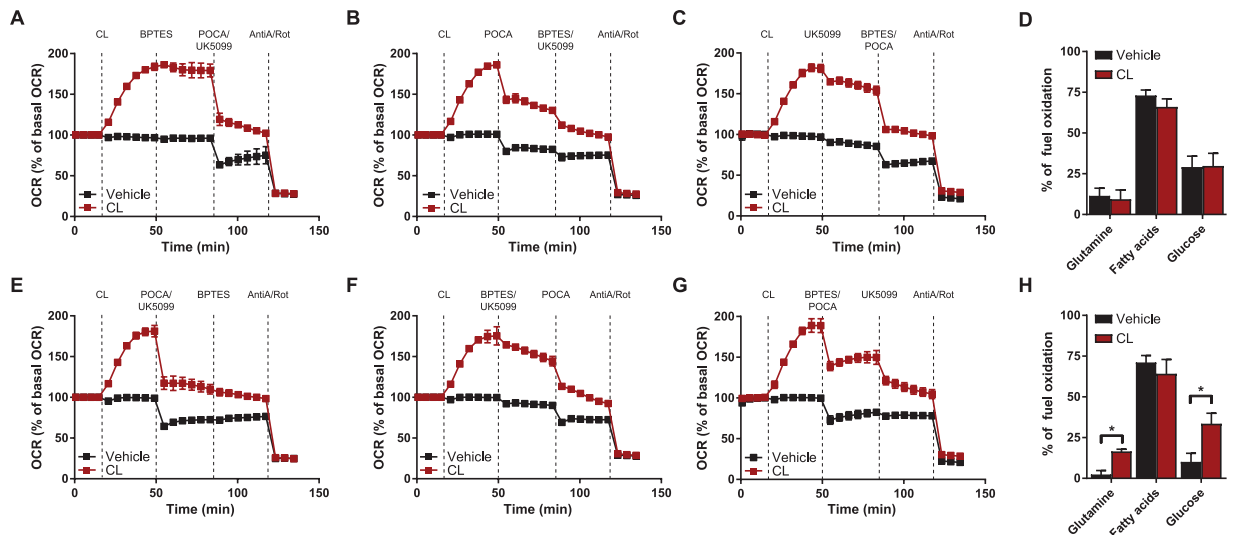 A
CL
BPTES
POCA/
UK5099
AntiA/Rot
OCR (% of basal OCR)
200
150
100
50
0
Vehicle
CL
0
50
100
150
Time (min)
B
CL
POCA
BPTES/
UK5099
AntiA/Rot
OCR (% of basal OCR)
200
150
100
50
0
Vehicle
CL
0
50
100
150
Time (min)
C
CL
UK5099
BPTES/
POCA
AntiA/Rot
OCR (% of basal OCR)
200
150
100
50
0
Vehicle
CL
0
50
100
150
Time (min)
D
% of fuel oxidation
100
75
50
25
0
Vehicle
CL
Glutamine
Fatty acids
Glucose
E
CL
POCA/
UK5099
BPTES
AntiA/Rot
OCR (% of basal OCR)
200
150
100
50
0
Vehicle
CL
0
50
100
150
Time (min)
F
CL
BPTES/
UK5099
POCA
AntiA/Rot
OCR (% of basal OCR)
200
150
100
50
0
Vehicle
CL
0
50
100
150
Time (min)
G
CL
BPTES/
POCA
UK5099
AntiA/Rot
OCR (% of basal OCR)
200
150
100
50
0
Vehicle
CL
0
50
100
150
Time (min)
H
% of fuel oxidation
100
75
50
25
0
Vehicle
CL
*
*
Glutamine
Fatty acids
Glucose